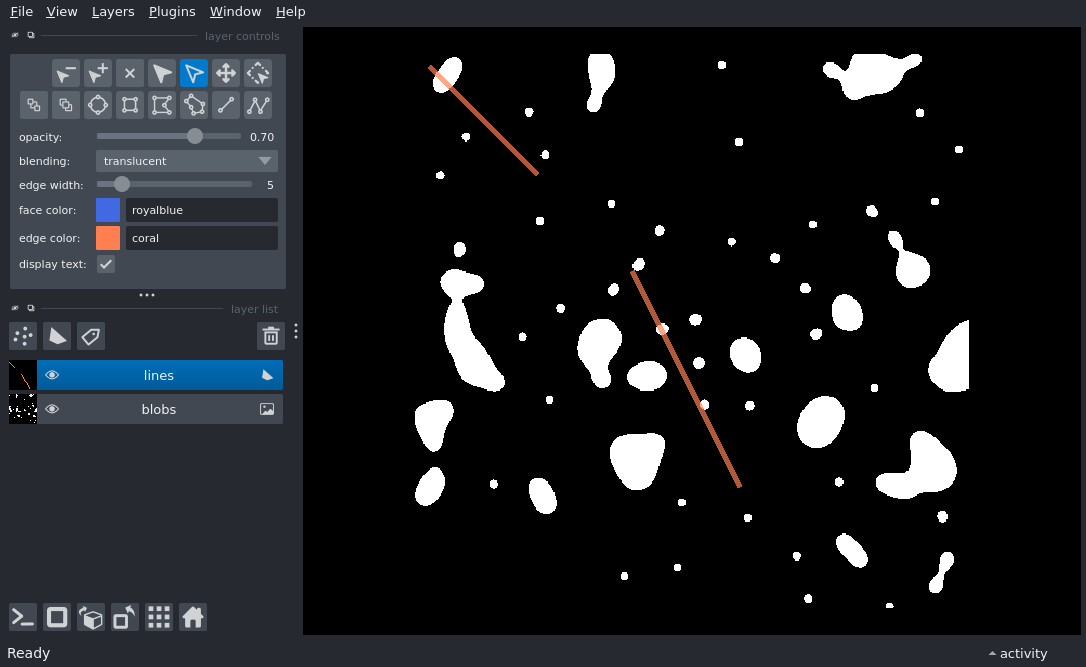 File View Layers Plugins Window Help
layer controls
opacity: 0.70
blending: translucent
edge width: 5
face color: royalblue
edge color: coral
display text:
layer list
lines
blobs
Ready
activity